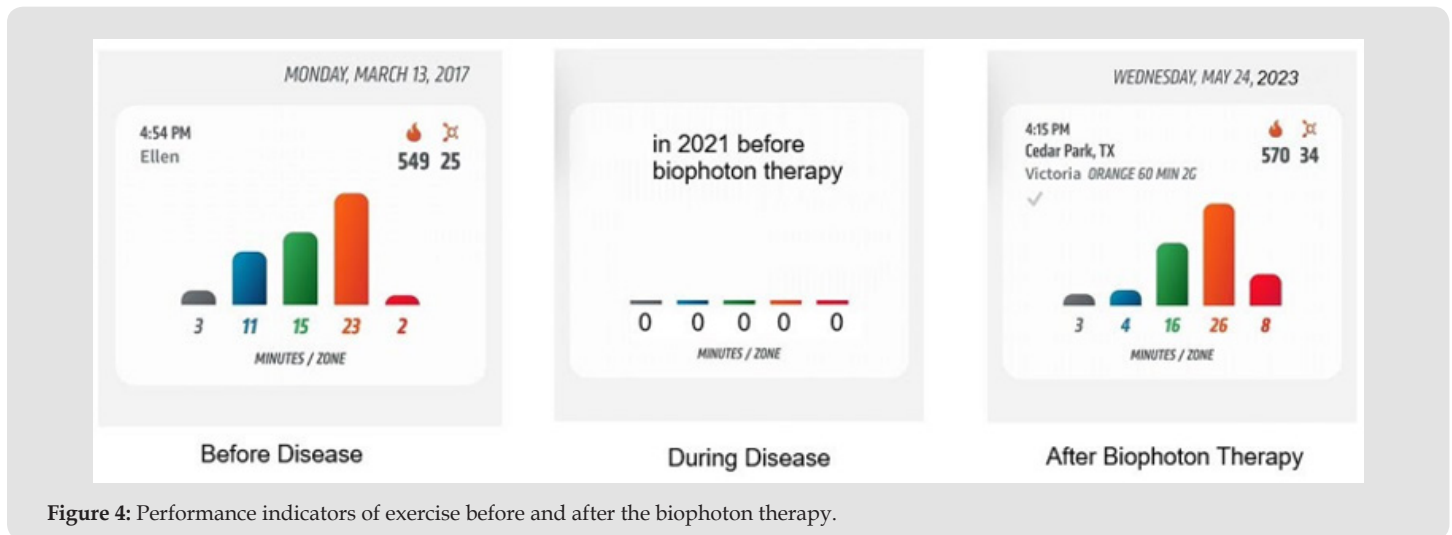 MONDAY, MARCH 13, 2017
4:54 PM
Ellen
549 25
3 11 15 23 2
MINUTES / ZONE
Before Disease
in 2021 before
biophoton therapy
0 0 0 0 0
MINUTES / ZONE
During Disease
WEDNESDAY, MAY 24, 2023
4:15 PM
Cedar Park, TX
570 34
Victoria ORANGE 60 MIN 2G
3 4 16 26 8
MINUTES / ZONE
After Biophoton Therapy
Figure 4: Performance indicators of exercise before and after the biophoton therapy.